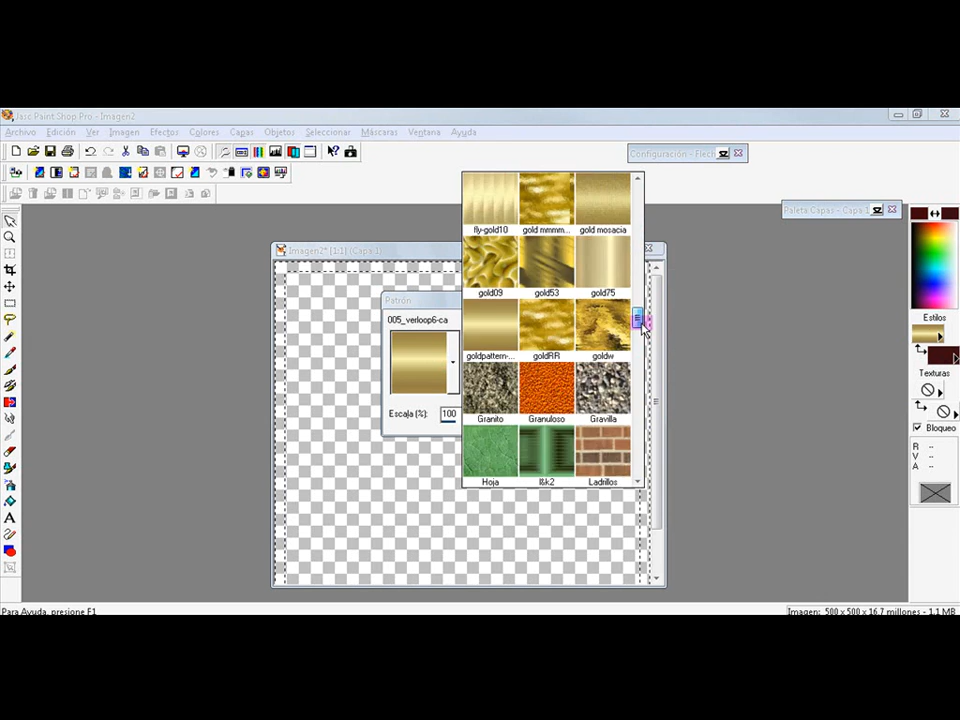 Jasc Paint Shop Pro - Imagen2
Archivo Edición Ver Imagen Efectos Colores Capas Objetos Seleccionar Máscaras Ventana Ayuda
Configuración - Flech
Paleta Capas - Capa 1
Imagen2* [1:1] (Capa 1)
Patrón
005_verloop6-ca
Escala (%): 100
fly-gold10 gold mmmm... gold mosacia
gold09 gold53 gold75
goldpattern-... goldRR goldw
Granito Granuloso Gravilla
Hoja l&k2 Ladrillos
Estilos
Texturas
Bloqueo
R --
V --
A --
Para Ayuda, presione F1
Imagen: 500 x 500 x 16,7 millones - 1,1 MB